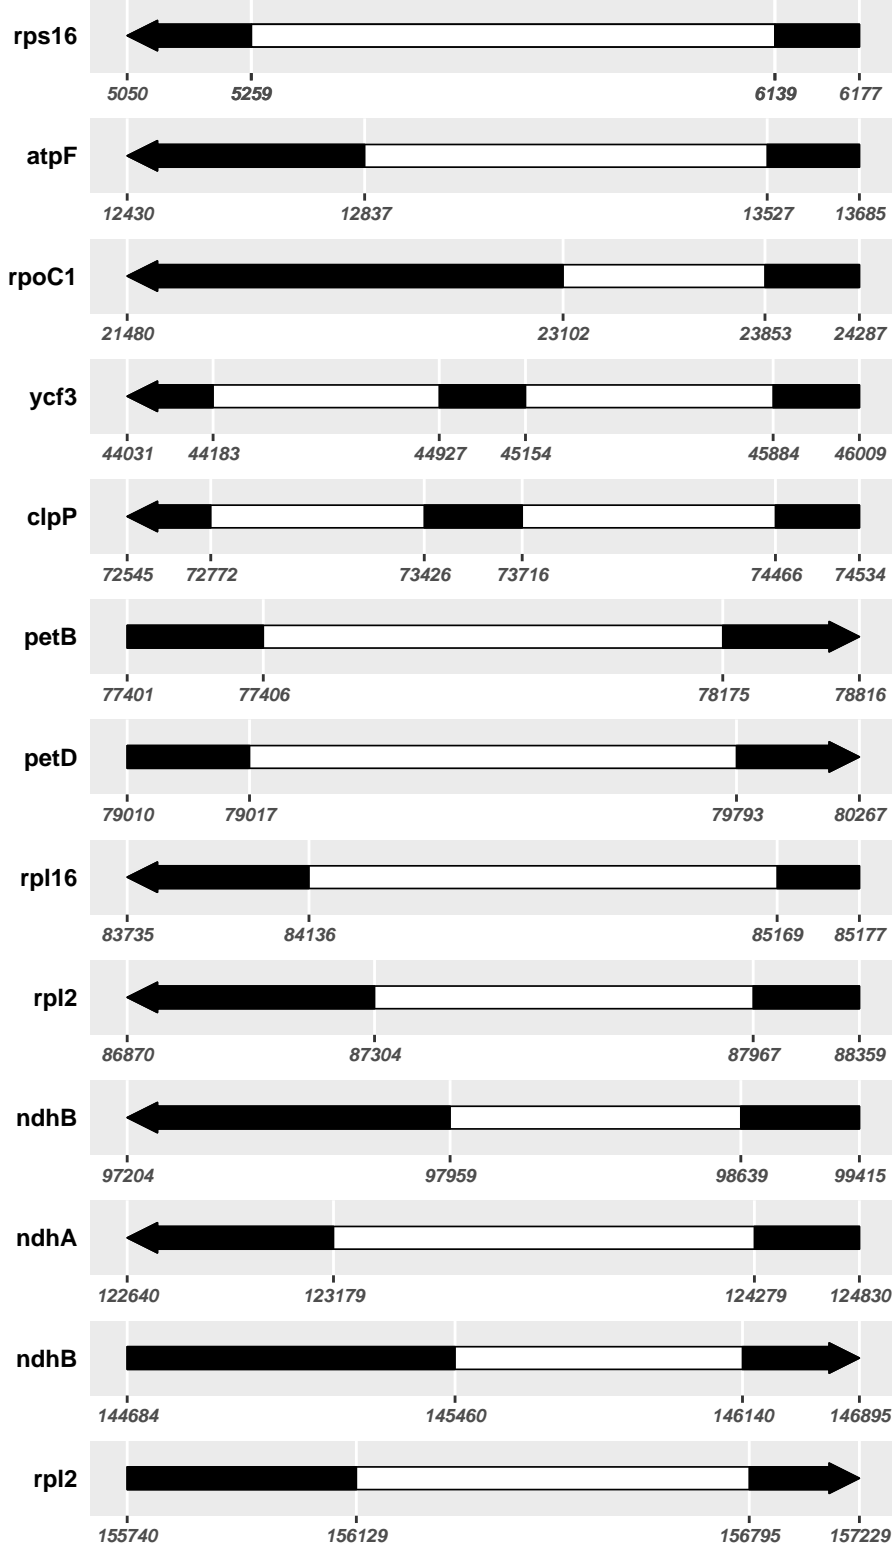 rps16
5050 5259 6139 6177
atpF
12430 12837 13527 13685
rpoC1
21480 23102 23853 24287
ycf3
44031 44183 44927 45154 45884 46009
clpP
72545 72772 73426 73716 74466 74534
petB
77401 77406 78175 78816
petD
79010 79017 79793 80267
rpl16
83735 84136 85169 85177
rpl2
86870 87304 87967 88359
ndhB
97204 97959 98639 99415
ndhA
122640 123179 124279 124830
ndhB
144684 145460 146140 146895
rpl2
155740 156129 156795 157229